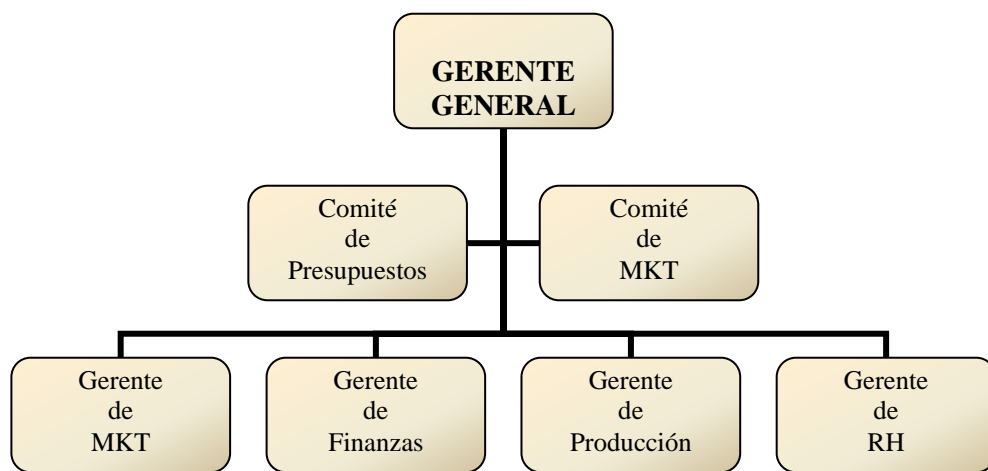 GERENTE
GENERAL
Comité
de
Presupuestos
Comité
de
MKT
Gerente
de
MKT
Gerente
de
Finanzas
Gerente
de
Producción
Gerente
de
RH